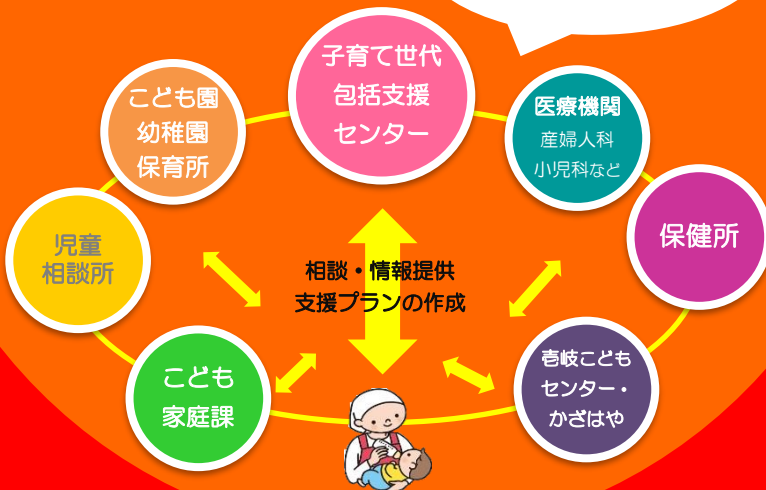 子育て世代
包括支援
センター
こども園
幼稚園
保育所
医療機関
産婦人科
小児科など
児童
相談所
保健所
相談・情報提供
支援プランの作成
こども
家庭課
壱岐こども
センター・
かざはや